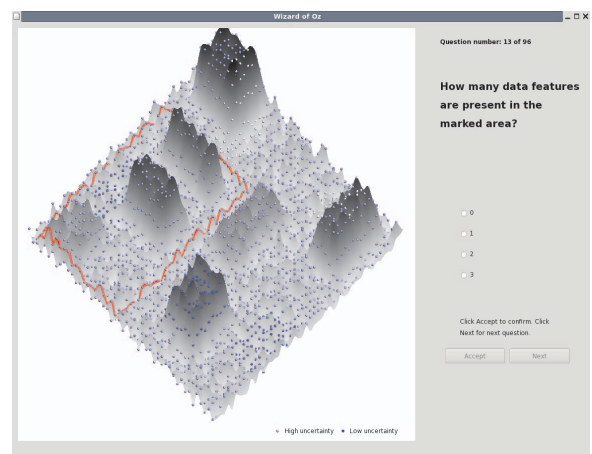 Wizard of Oz
Question number: 13 of 96
How many data features
are present in the
marked area?
0
1
2
3
Click Accept to confirm. Click
Next for next question.
Accept
Next
High uncertainty
Low uncertainty